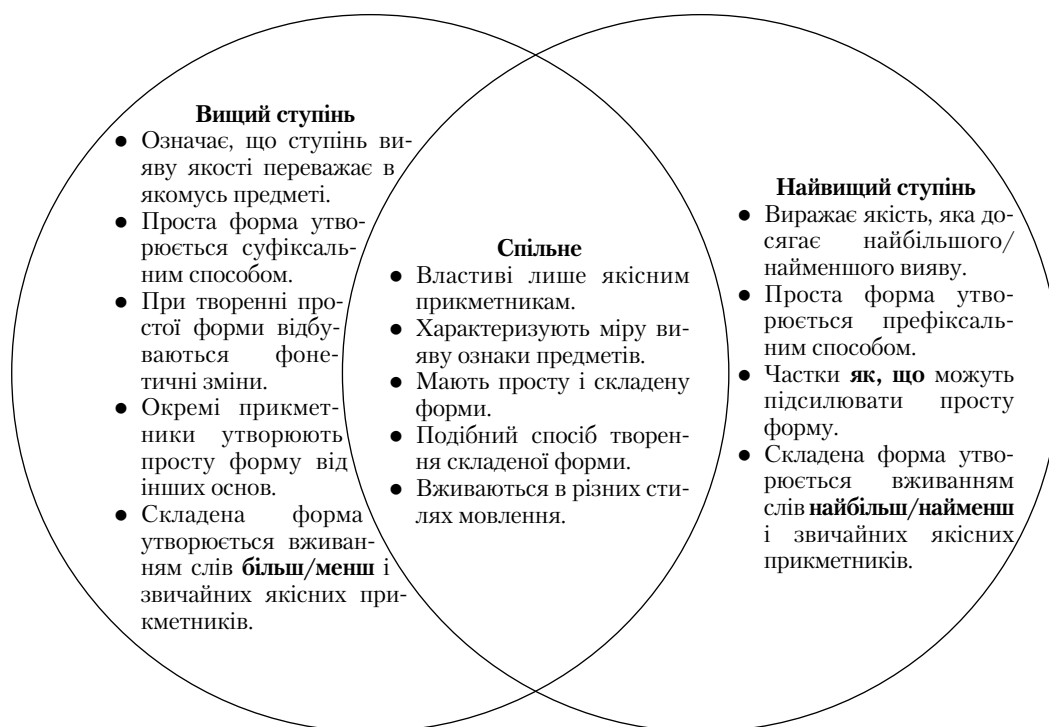 Вищий ступінь
● Означає, що ступінь ви-
яву якості переважає в
якомусь предметі.
● Проста форма утво-
рюється суфіксаль-
ним способом.
● При творенні про-
стої форми відбу-
ваються фоне-
тичні зміни.
● Окремі прикмет-
ники утворюють
просту форму від
інших основ.
● Складена форма
утворюється вживан-
ням слів більш/менш і
звичайних якісних при-
кметників.
Спільне
● Властиві лише якісним
прикметникам.
● Характеризують міру ви-
яву ознаки предметів.
● Мають просту і складену
форми.
● Подібний спосіб творен-
ня складеної форми.
● Вживаються в різних сти-
лях мовлення.
Найвищий ступінь
● Виражає якість, яка до-
сягає найбільшого/
найменшого вияву.
● Проста форма утво-
рюється префіксаль-
ним способом.
● Частки як, що можуть
підсилювати просту
форму.
● Складена форма утво-
рюється вживанням
слів найбільш/найменш
і звичайних якісних
прикметників.